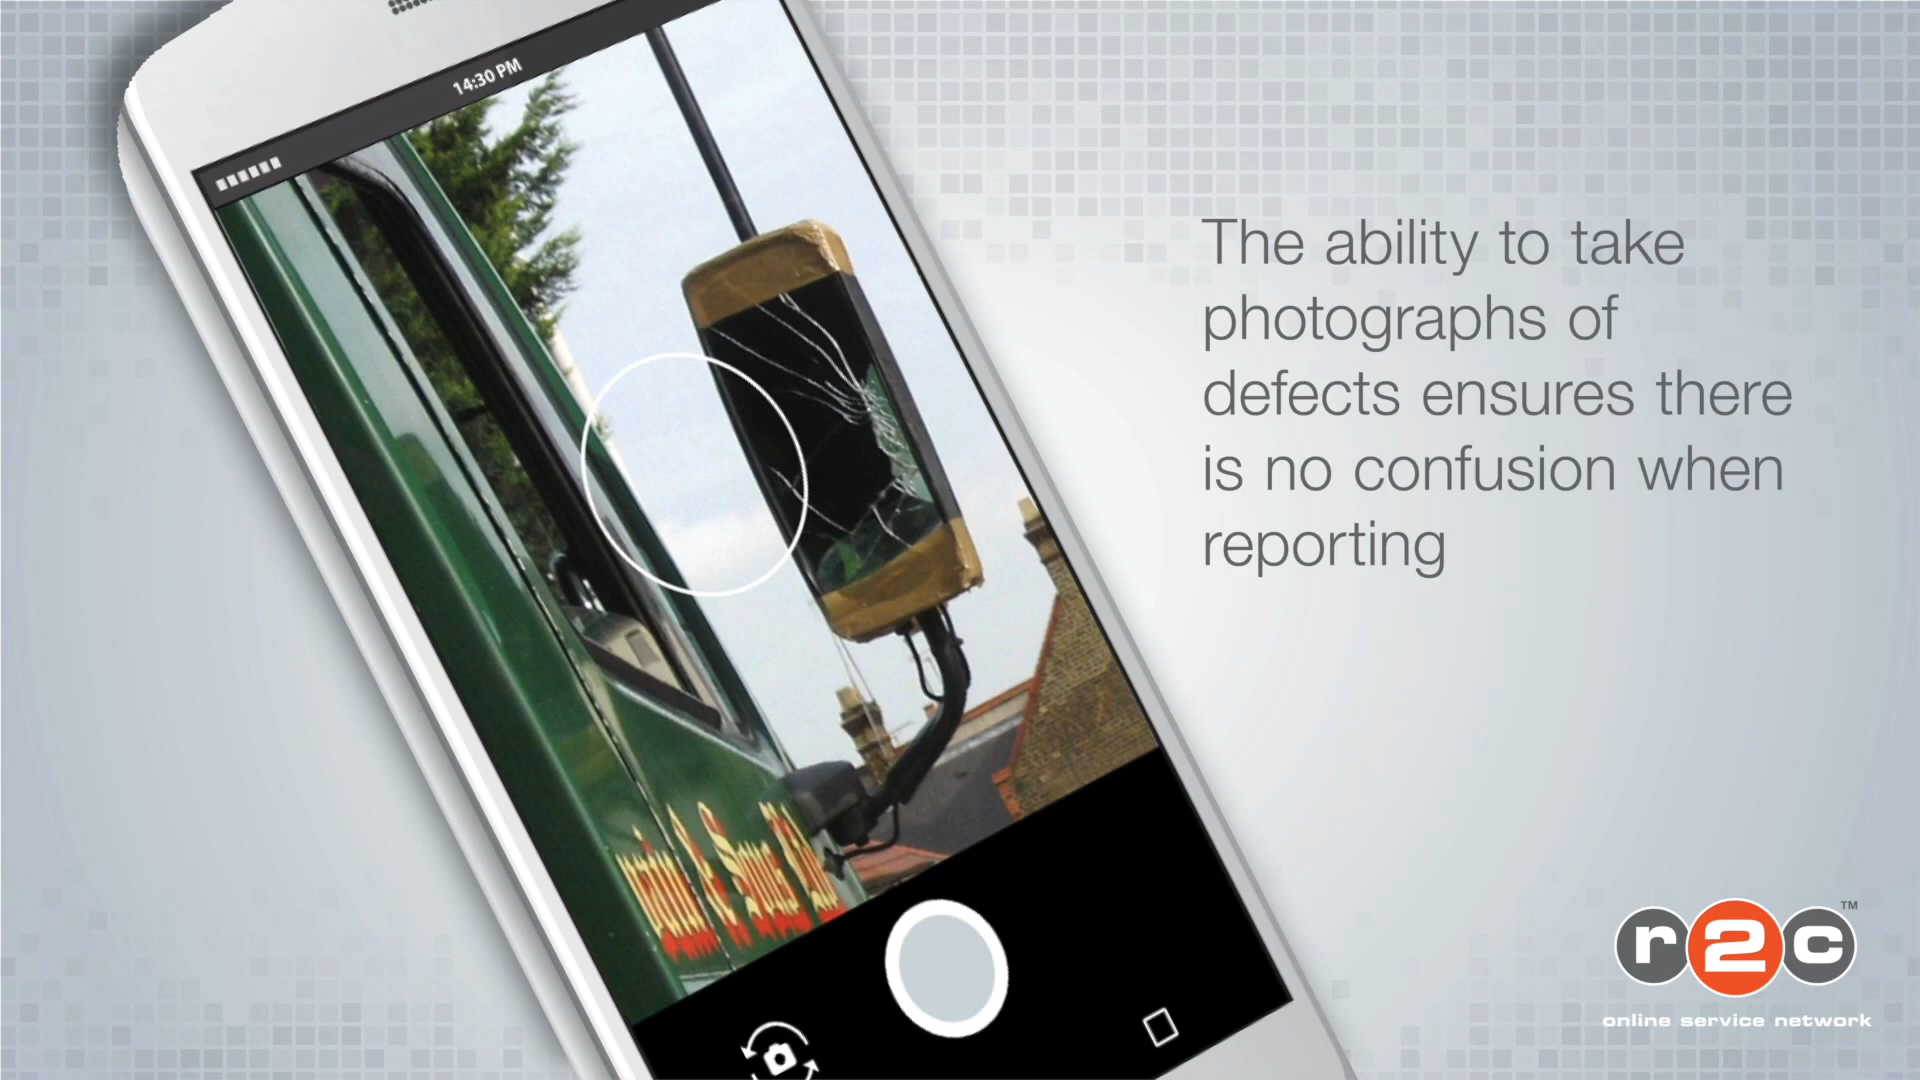 14:30 PM
The ability to take
photographs of
defects ensures there
is no confusion when
reporting
& Sons
r2c TM
online service network